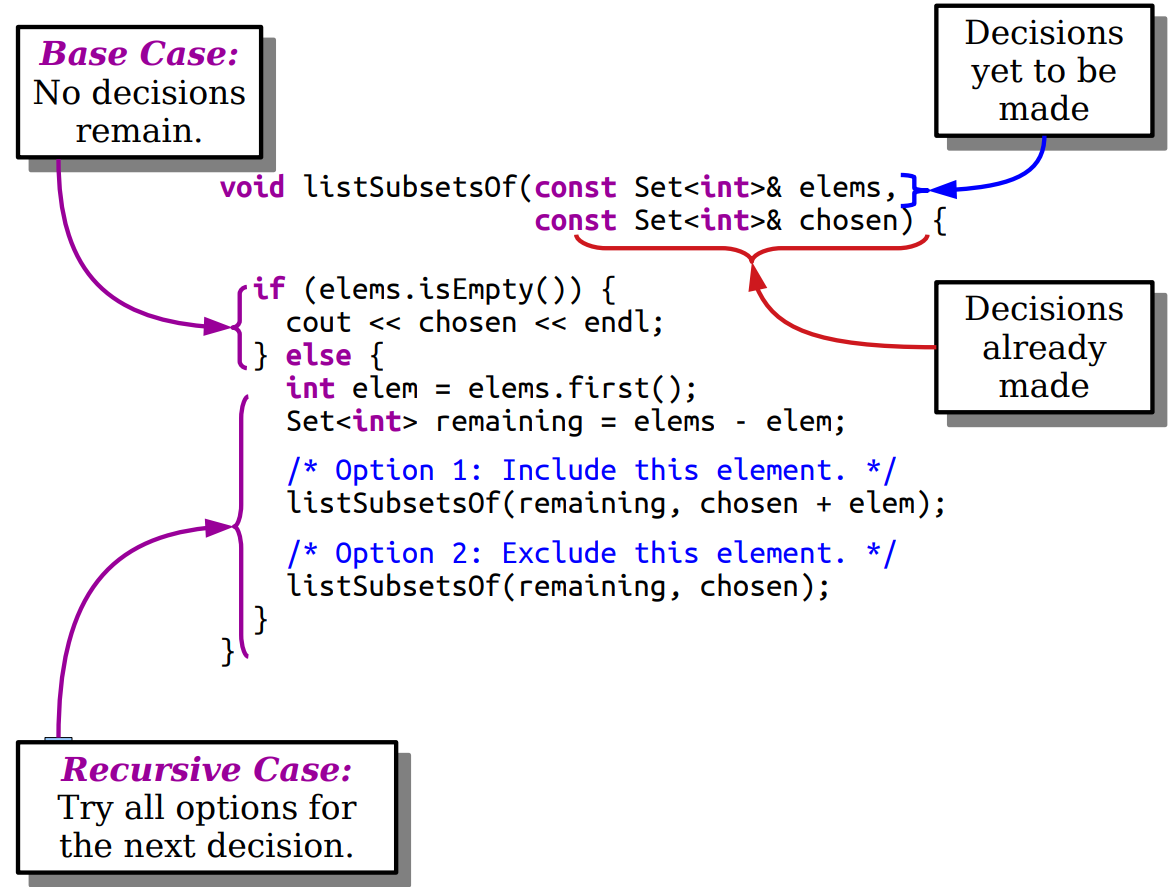 Base Case:
No decisions
remain.
Decisions
yet to be
made
void listSubsetsOf(const Set<int>& elems,
const Set<int>& chosen) {
if (elems.isEmpty()) {
cout << chosen << endl;
} else {
int elem = elems.first();
Set<int> remaining = elems - elem;
/* Option 1: Include this element. */
listSubsetsOf(remaining, chosen + elem);
/* Option 2: Exclude this element. */
listSubsetsOf(remaining, chosen);
}
}
Decisions
already
made
Recursive Case:
Try all options for
the next decision.